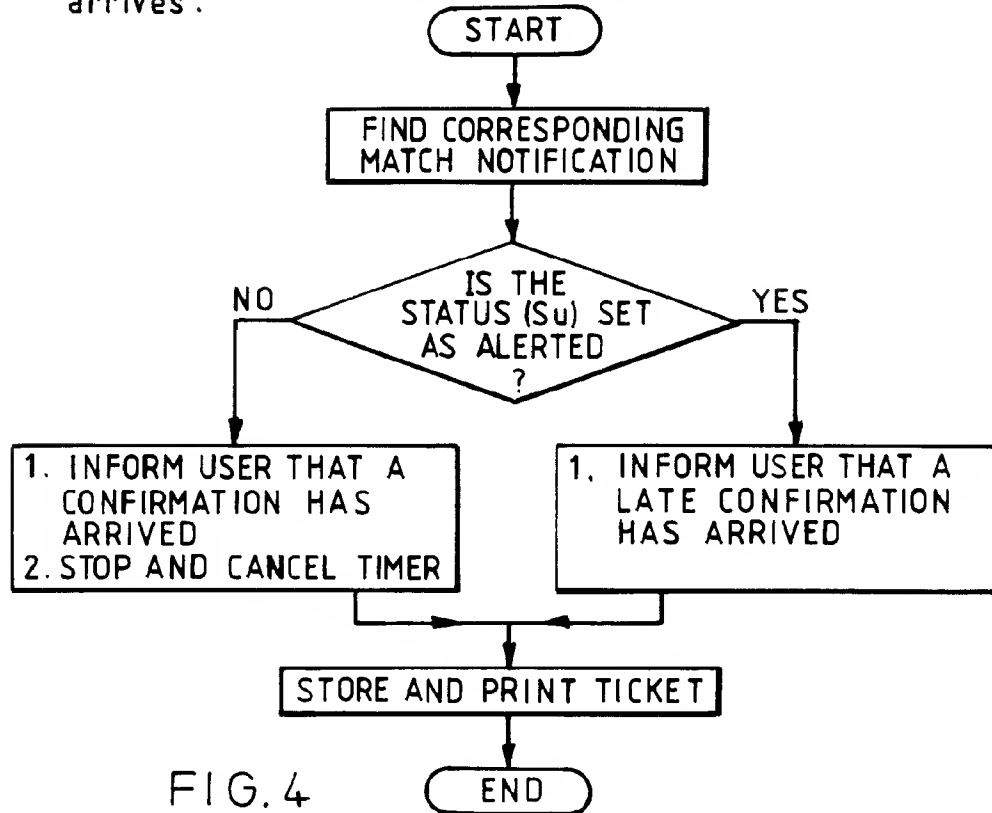 arrives.
START
FIND CORRESPONDING
MATCH NOTIFICATION
IS THE
STATUS (Su) SET
AS ALERTED
?
NO
YES
1. INFORM USER THAT A
CONFIRMATION HAS
ARRIVED
2. STOP AND CANCEL TIMER
1. INFORM USER THAT A
LATE CONFIRMATION
HAS ARRIVED
STORE AND PRINT TICKET
END
FIG. 4